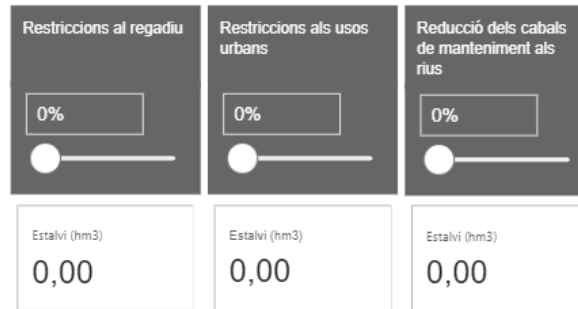 Restriccions al regadiu
0%
Estalvi (hm3)
0,00
Restriccions als usos
urbans
0%
Estalvi (hm3)
0,00
Reducció dels cabals
de manteniment als
rius
0%
Estalvi (hm3)
0,00